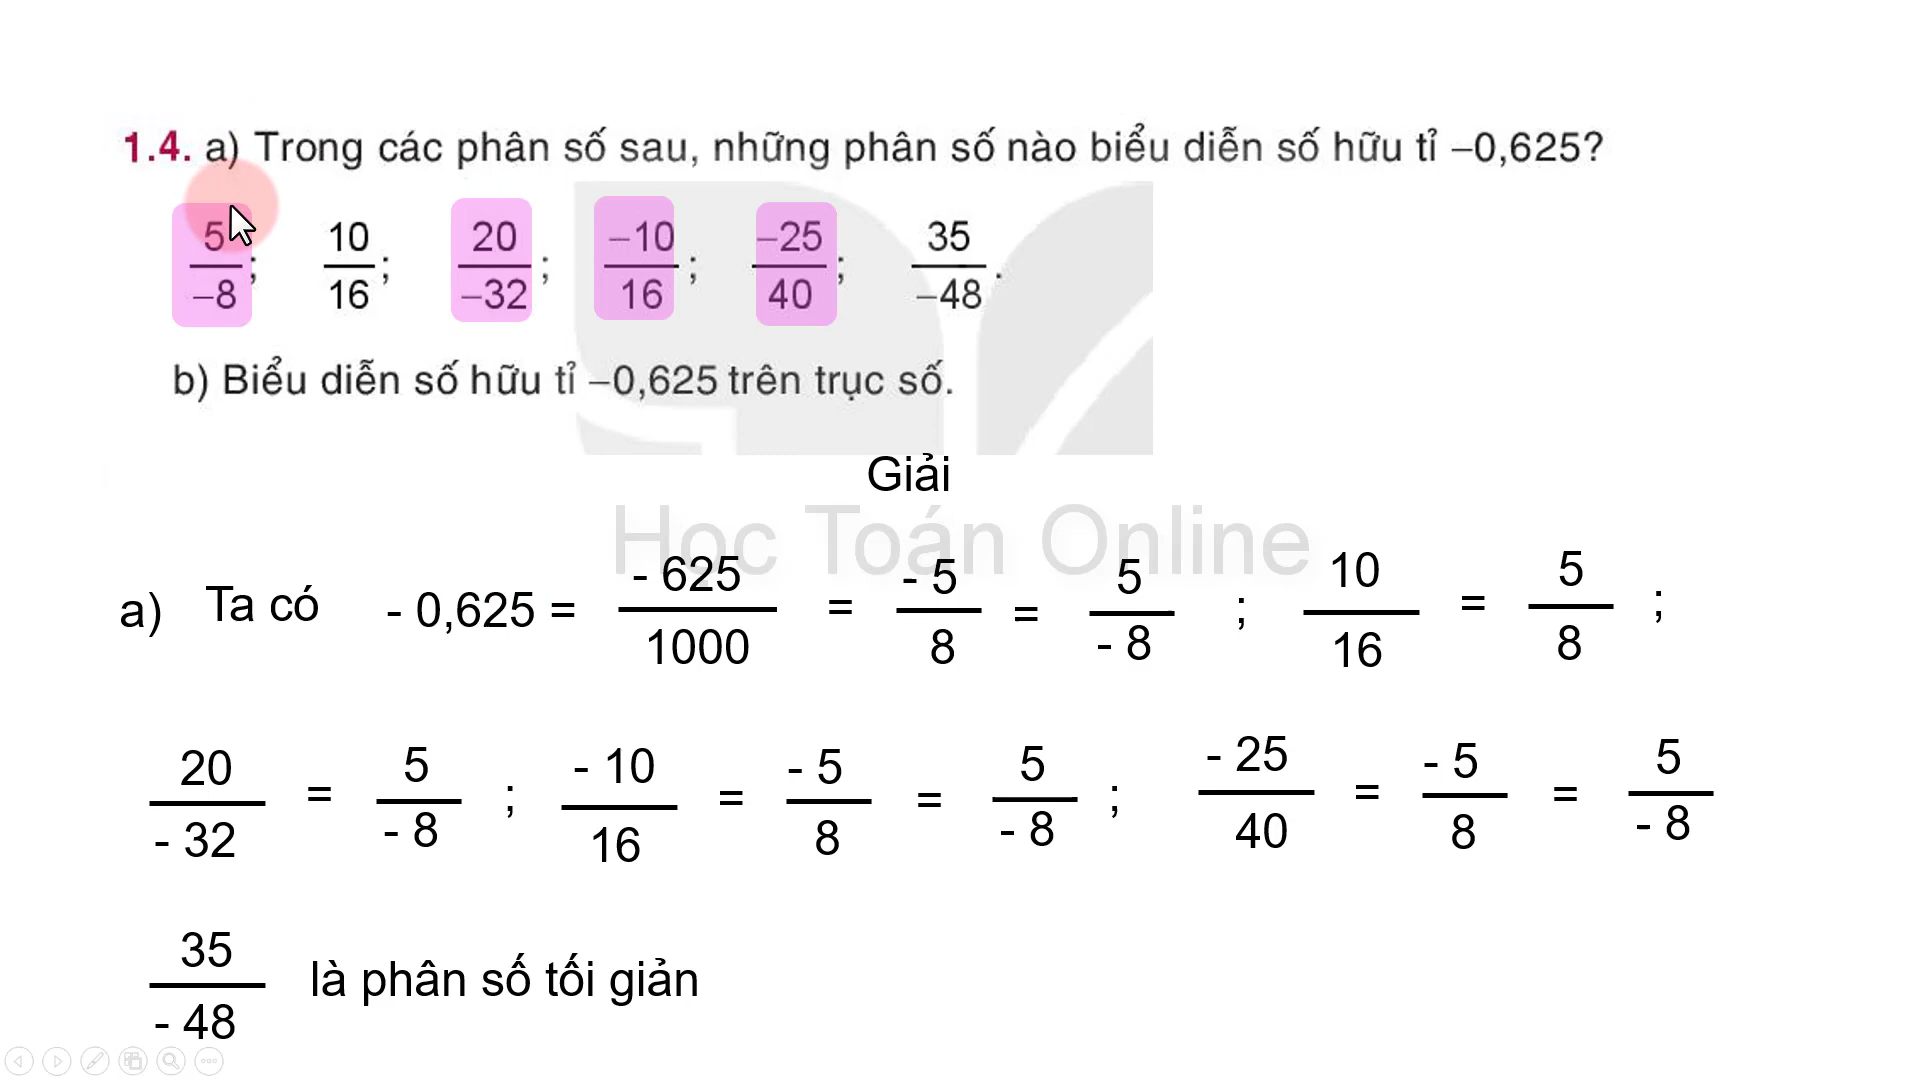 1.4. a) Trong các phân số sau, những phân số nào biểu diễn số hữu tỉ –0,625?
5/–8; 10/16; 20/–32; –10/16; –25/40; 35/–48.
b) Biểu diễn số hữu tỉ –0,625 trên trục số.
Giải
Học Toán Online
a) Ta có - 0,625 = - 625/1000 = - 5/8 = 5/- 8 ; 10/16 = 5/8 ;
20/- 32 = 5/- 8 ; - 10/16 = - 5/8 = 5/- 8 ; - 25/40 = - 5/8 = 5/- 8
35/- 48 là phân số tối giản